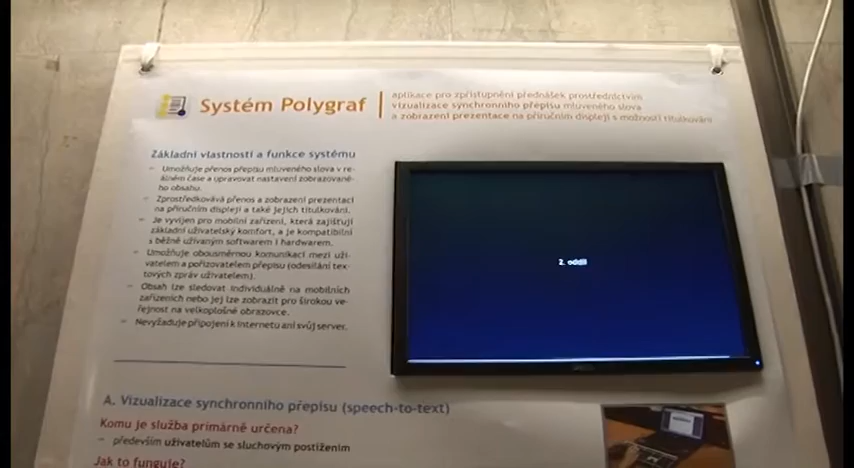 Systém Polygraf
aplikace pro zpřístupnění přednášek prostřednictvím
vizualizace synchronního přepisu mluveného slova
a zobrazení prezentace na příručním displeji s možností titulkování
Základní vlastnosti a funkce systému
- Umožňuje přenos přepisu mluveného slova v re-
álném čase a upravovat nastavení zobrazované-
ho obsahu.
- Zprostředkovává přenos a zobrazení prezentací
na příručním displeji a také jejich titulkování.
- Je vyvíjen pro mobilní zařízení, která zajišťují
základní uživatelský komfort, a je kompatibilní
s běžně užívaným softwarem i hardwarem.
- Umožňuje obousměrnou komunikaci mezi uži-
vatelem a pořizovatelem přepisu (odesílání tex-
tových zpráv uživatelem).
- Obsah lze sledovat individuálně na mobilních
zařízeních nebo jej lze zobrazit pro širokou ve-
řejnost na velkoplošné obrazovce.
- Nevyžaduje připojení k internetu ani svůj server.
2. oddíl
A. Vizualizace synchronního přepisu (speech-to-text)
Komu je služba primárně určena?
- především uživatelům se sluchovým postižením
Jak to funguje?